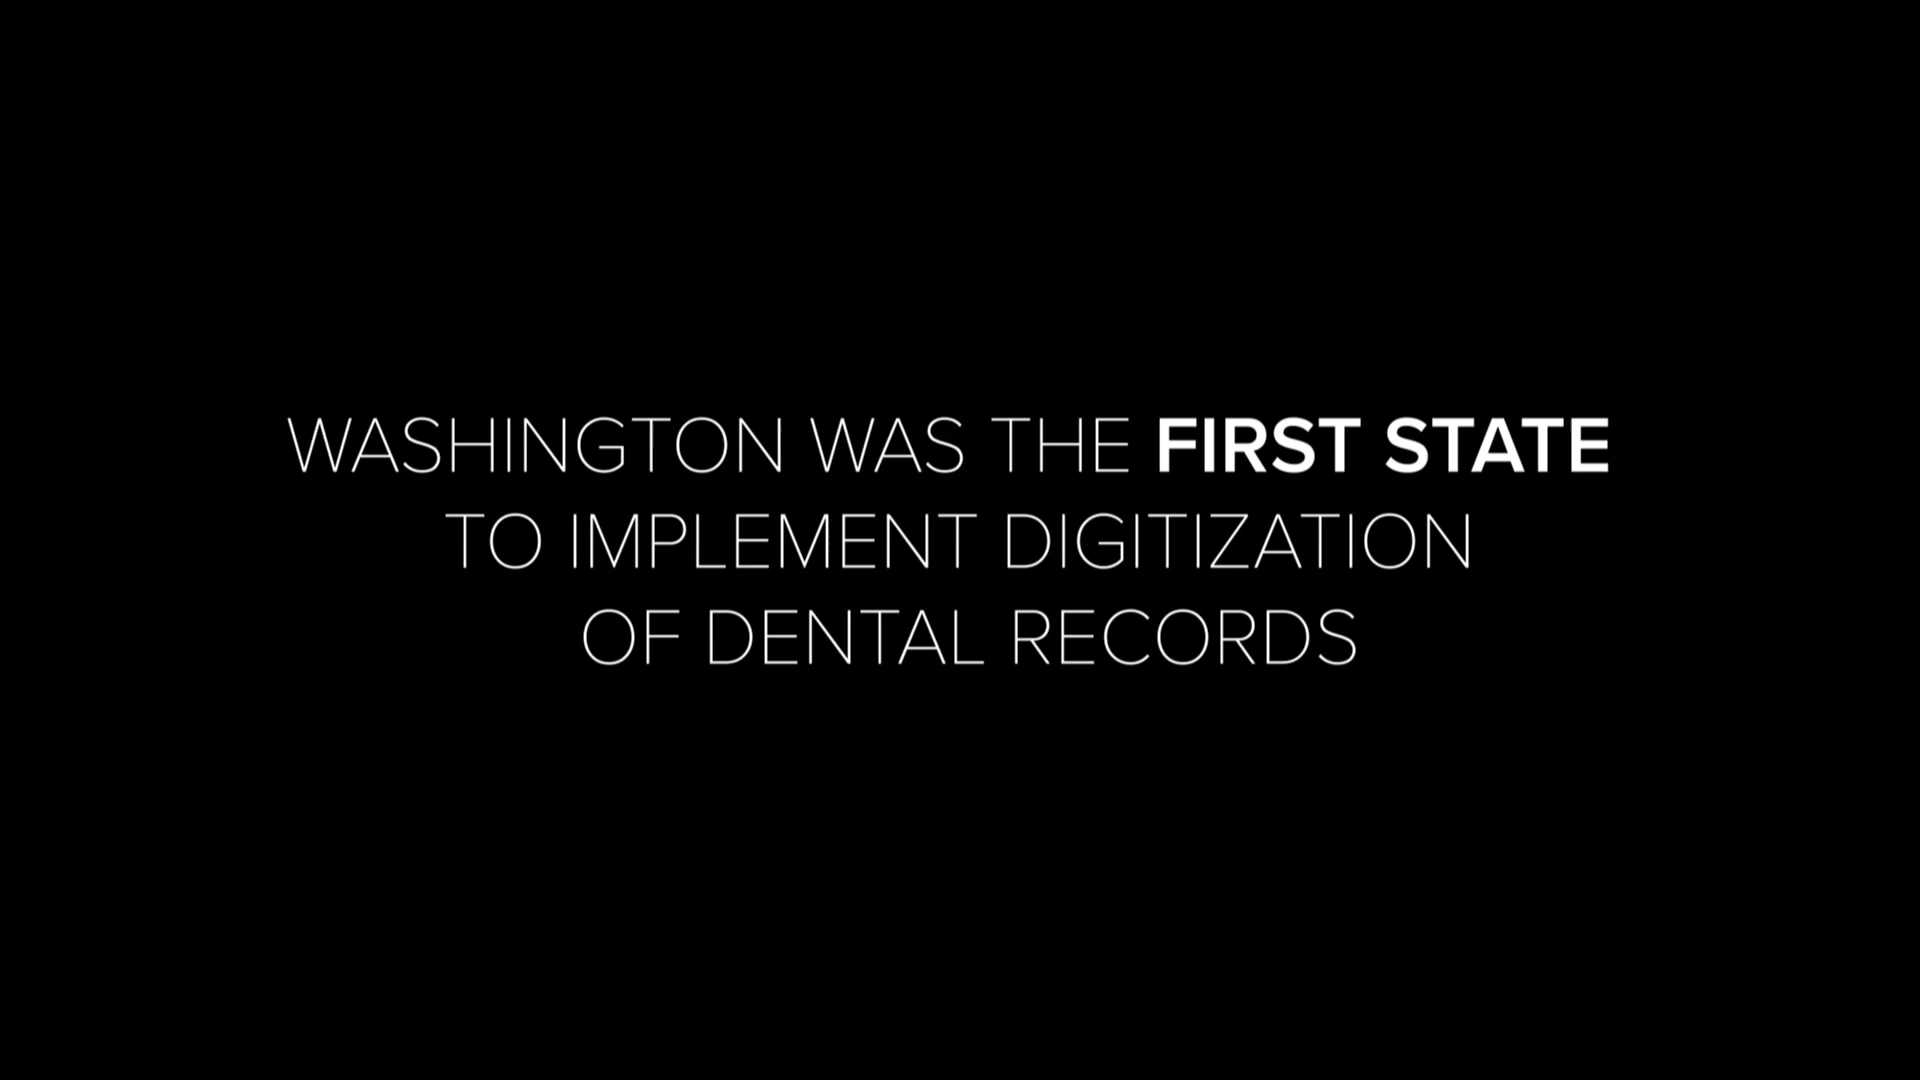 WASHINGTON WAS THE FIRST STATE
TO IMPLEMENT DIGITIZATION
OF DENTAL RECORDS